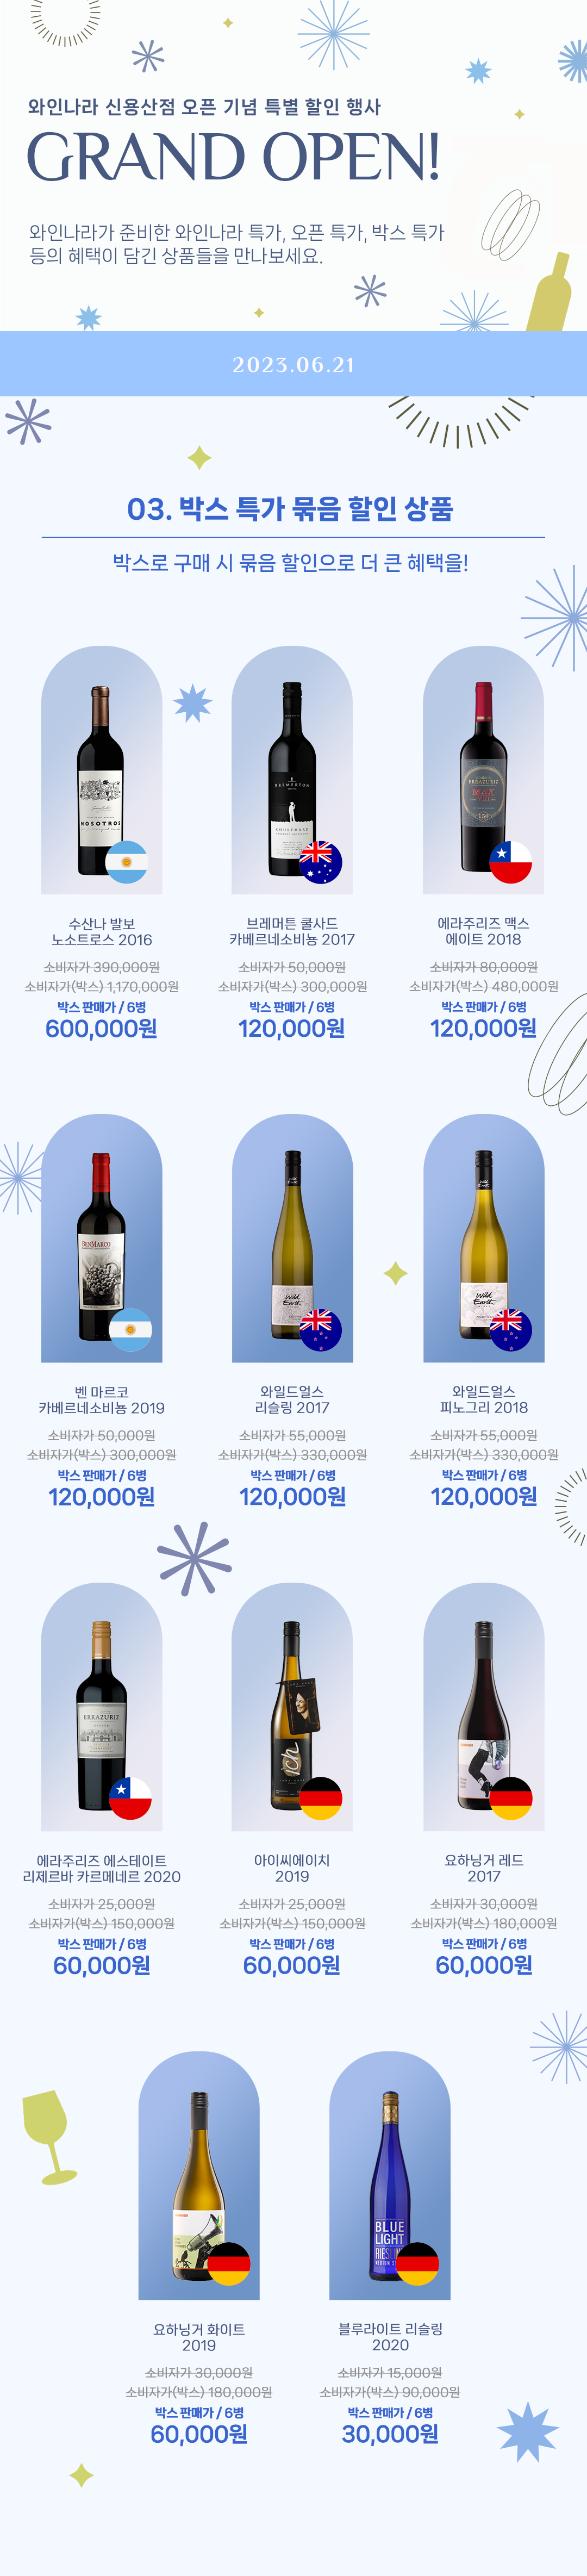 와인나라 신용산점 오픈 기념 특별 할인 행사
GRAND OPEN!
와인나라가 준비한 와인나라 특가, 오픈 특가, 박스 특가
등의 혜택이 담긴 상품들을 만나보세요.
2023.06.21
03. 박스 특가 묶음 할인 상품
박스로 구매 시 묶음 할인으로 더 큰 혜택을!
NOSOTROS
BREMERTON
ERRAZURIZ
MAX
수산나 발보
노소트로스 2016
소비자가 390,000원
소비자가(박스) 1,170,000원
박스 판매가 / 6병
600,000원
브레머튼 쿨사드
카베르네소비뇽 2017
소비자가 50,000원
소비자가(박스) 300,000원
박스 판매가 / 6병
120,000원
에라주리즈 맥스
에이트 2018
소비자가 80,000원
소비자가(박스) 480,000원
박스 판매가 / 6병
120,000원
BENMARCO
Wild
Earth
Wild
Earth
벤 마르코
카베르네소비뇽 2019
소비자가 50,000원
소비자가(박스) 300,000원
박스 판매가 / 6병
120,000원
와일드얼스
리슬링 2017
소비자가 55,000원
소비자가(박스) 330,000원
박스 판매가 / 6병
120,000원
와일드얼스
피노그리 2018
소비자가 55,000원
소비자가(박스) 330,000원
박스 판매가 / 6병
120,000원
ERRAZURIZ
ich
에라주리즈 에스테이트
리제르바 카르메네르 2020
소비자가 25,000원
소비자가(박스) 150,000원
박스 판매가 / 6병
60,000원
아이씨에이치
2019
소비자가 25,000원
소비자가(박스) 150,000원
박스 판매가 / 6병
60,000원
요하닝거 레드
2017
소비자가 30,000원
소비자가(박스) 180,000원
박스 판매가 / 6병
60,000원
BLUE
LIGHT
요하닝거 화이트
2019
소비자가 30,000원
소비자가(박스) 180,000원
박스 판매가 / 6병
60,000원
블루라이트 리슬링
2020
소비자가 15,000원
소비자가(박스) 90,000원
박스 판매가 / 6병
30,000원